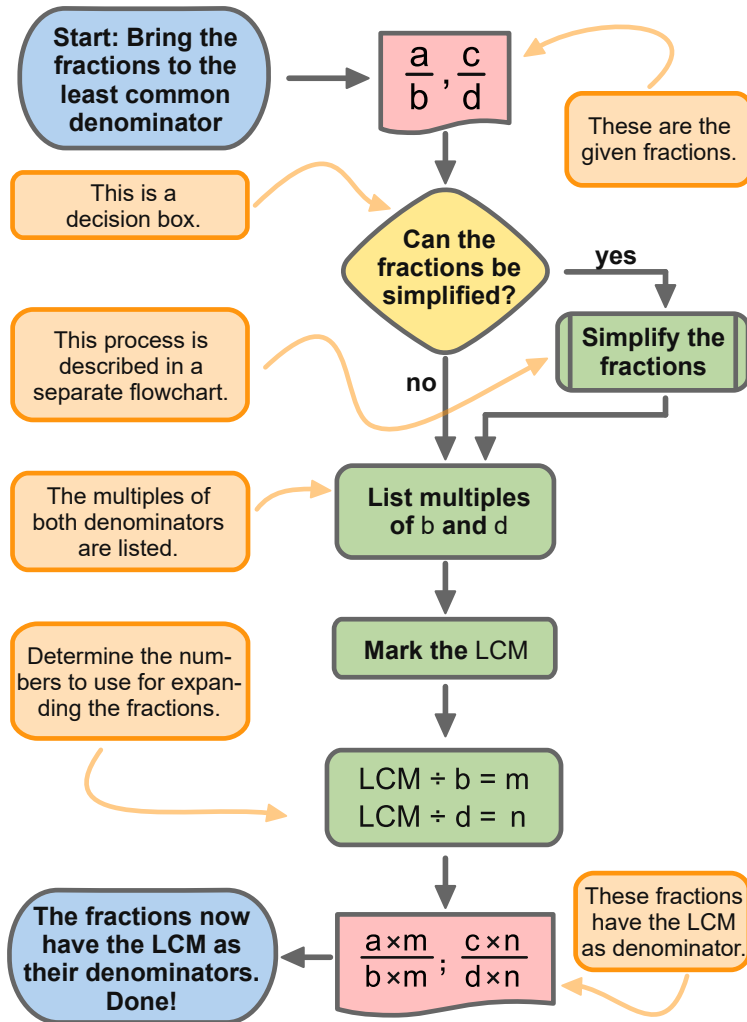 Start: Bring the
fractions to the
least common
denominator
a/b , c/d
These are the
given fractions.
This is a
decision box.
Can the
fractions be
simplified?
yes
This process is
described in a
separate flowchart.
Simplify the
fractions
no
The multiples of
both denominators
are listed.
List multiples
of b and d
Mark the LCM
Determine the num-
bers to use for expan-
ding the fractions.
LCM ÷ b = m
LCM ÷ d = n
The fractions now
have the LCM as
their denominators.
Done!
a×m/b×m ; c×n/d×n
These fractions
have the LCM
as denominator.